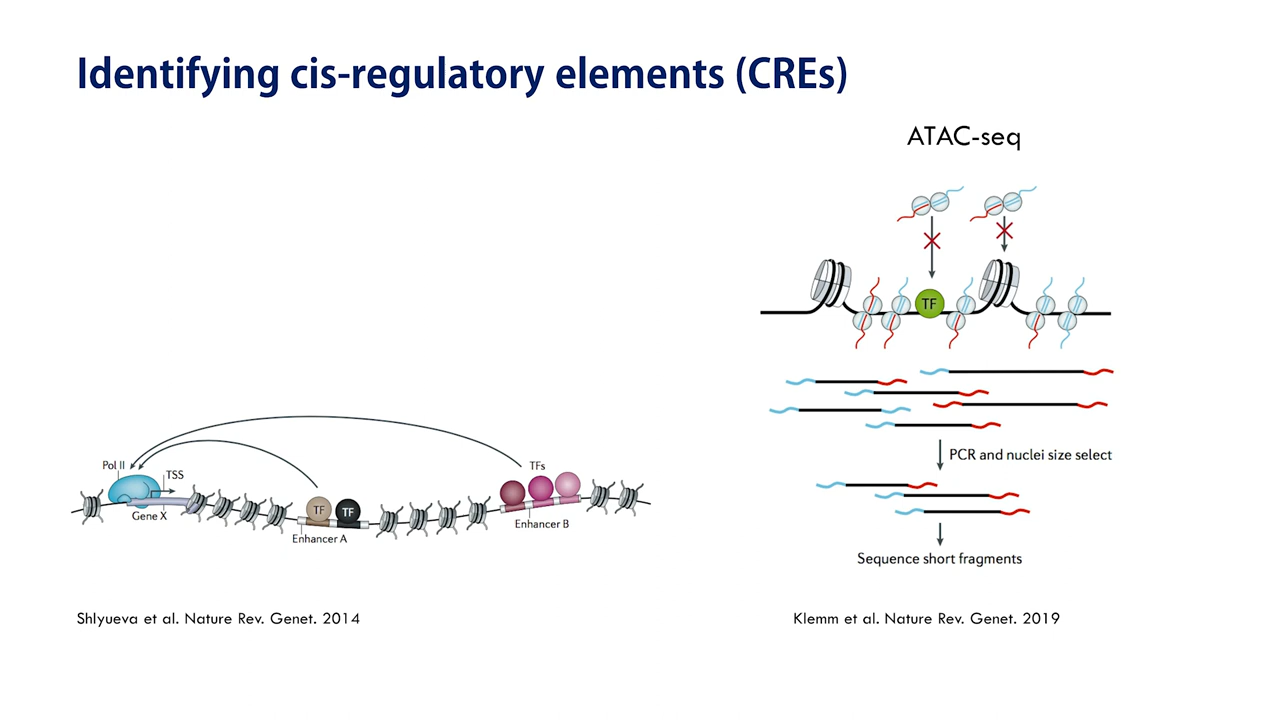 Identifying cis-regulatory elements (CREs)
ATAC-seq
TF
PCR and nuclei size select
Sequence short fragments
Pol II
TSS
Gene X
TF
TF
Enhancer A
TFs
Enhancer B
Shlyueva et al. Nature Rev. Genet. 2014
Klemm et al. Nature Rev. Genet. 2019